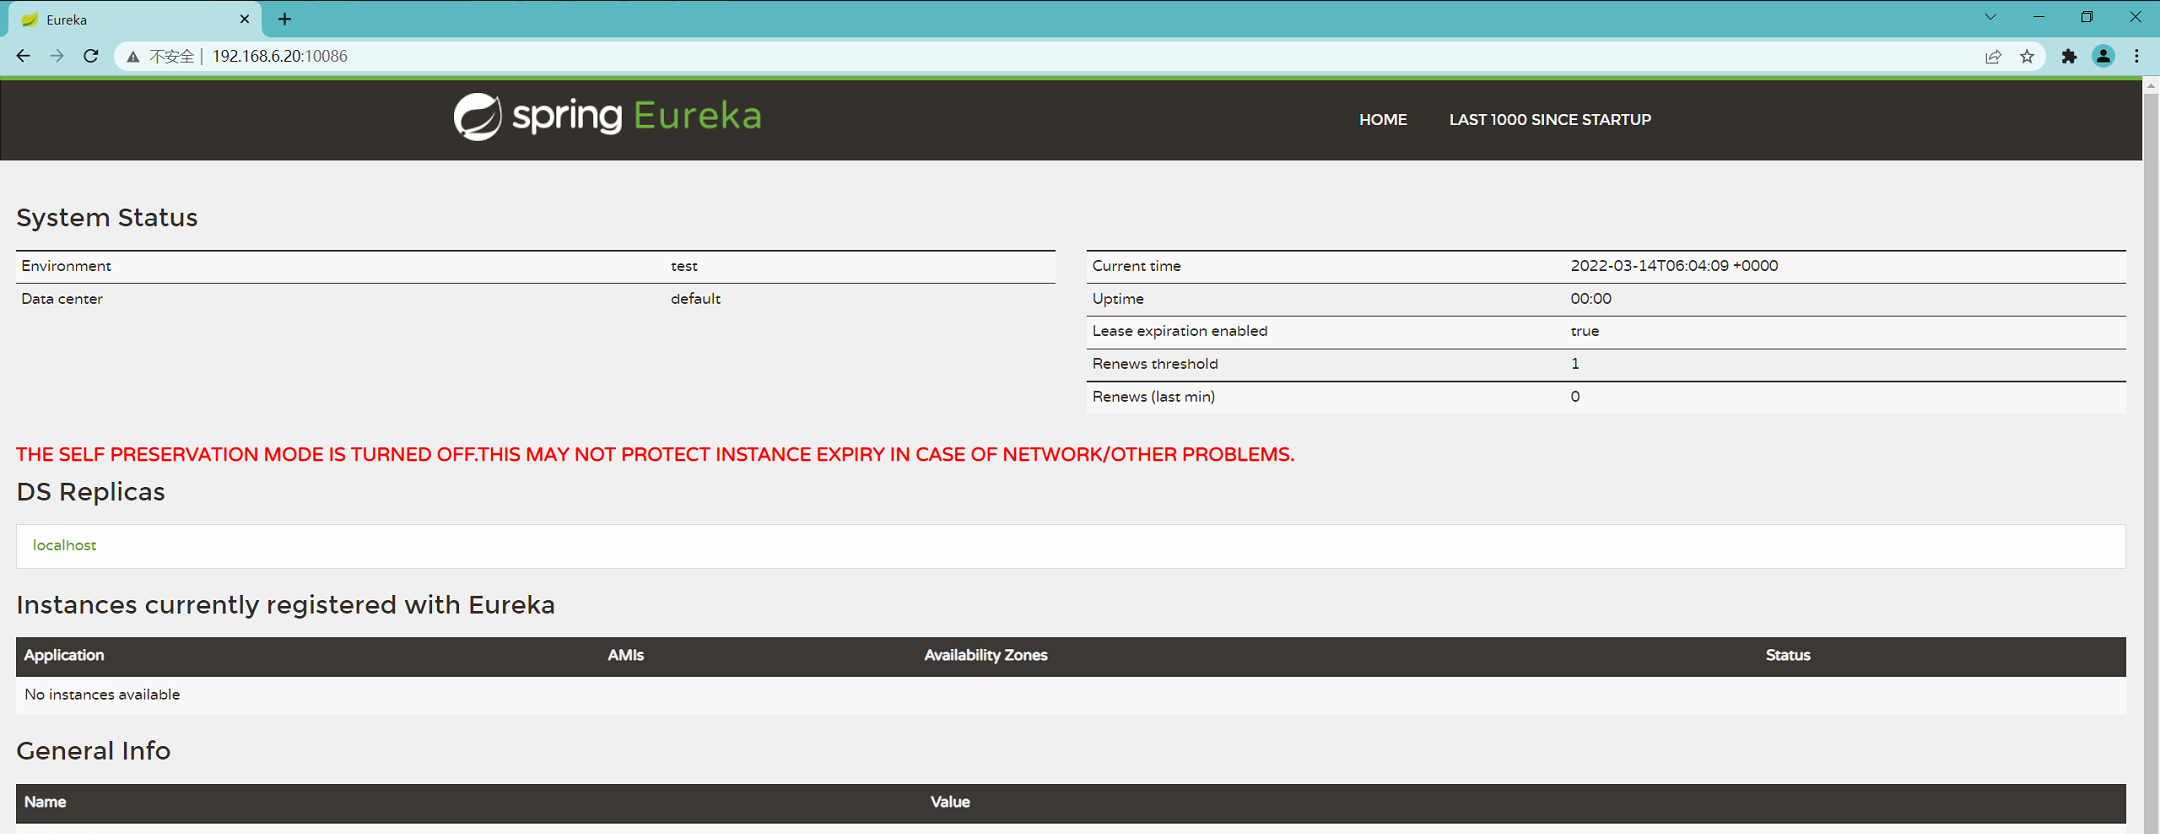 Eureka
不安全 192.168.6.20:10086
spring Eureka HOME LAST 1000 SINCE STARTUP
System Status
Environment test
Data center default
Current time 2022-03-14T06:04:09 +0000
Uptime 00:00
Lease expiration enabled true
Renews threshold 1
Renews (last min) 0
THE SELF PRESERVATION MODE IS TURNED OFF.THIS MAY NOT PROTECT INSTANCE EXPIRY IN CASE OF NETWORK/OTHER PROBLEMS.
DS Replicas
localhost
Instances currently registered with Eureka
Application AMIs Availability Zones Status
No instances available
General Info
Name Value